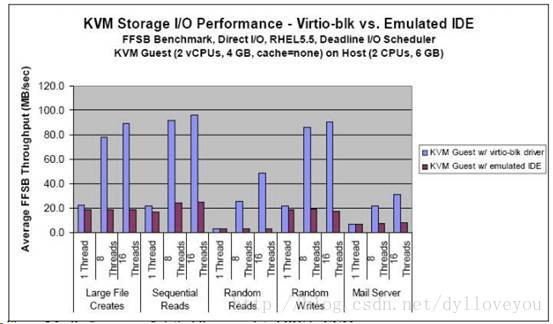 KVM Storage I/O Performance - Virtio-blk vs. Emulated IDE
FFSB Benchmark, Direct I/O, RHEL5.5, Deadline I/O Scheduler
KVM Guest (2 vCPUs, 4 GB, cache=none) on Host (2 CPUs, 6 GB)
Average FFSB Throughput (MB/sec)
120.0
100.0
80.0
60.0
40.0
20.0
0.0
KVM Guest w/ virtio-blk driver
KVM Guest w/ emulated IDE
1 Thread
8 Threads
16 Threads
1 Thread
8 Threads
16 Threads
1 Thread
8 Threads
16 Threads
1 Thread
8 Threads
16 Threads
1 Thread
8 Threads
16 Threads
Large File Creates
Sequential Reads
Random Reads
Random Writes
Mail Server